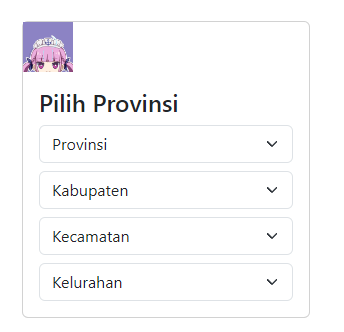 Pilih Provinsi
Provinsi
Kabupaten
Kecamatan
Kelurahan